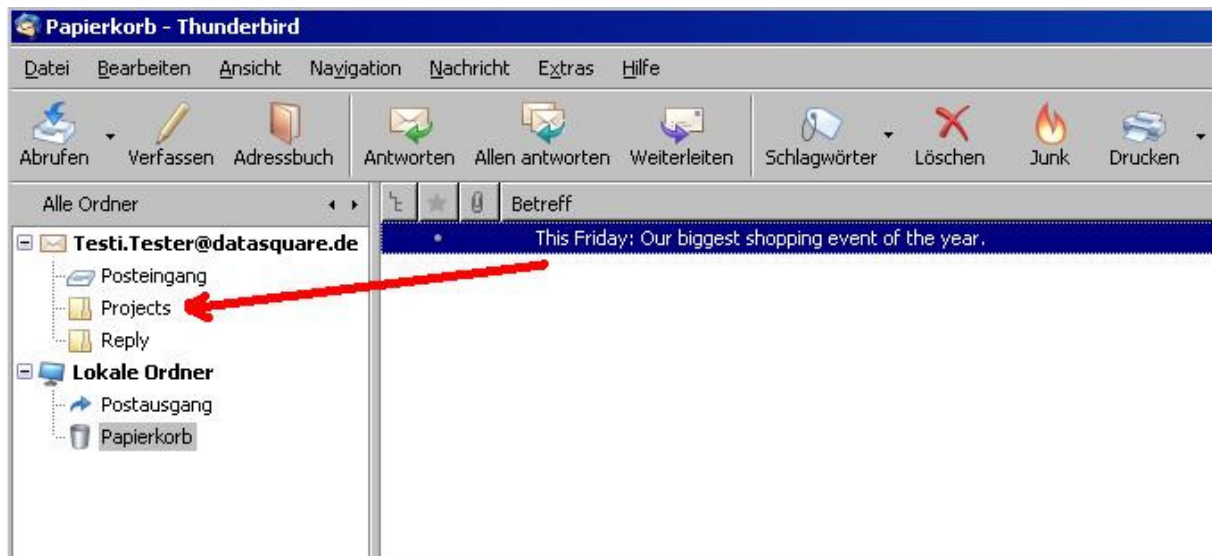 Papierkorb - Thunderbird
Datei Bearbeiten Ansicht Navigation Nachricht Extras Hilfe
Abrufen Verfassen Adressbuch Antworten Allen antworten Weiterleiten Schlagwörter Löschen Junk Drucken
Alle Ordner Betreff
Testi.Tester@datasquare.de This Friday: Our biggest shopping event of the year.
Posteingang
Projects
Reply
Lokale Ordner
Postausgang
Papierkorb